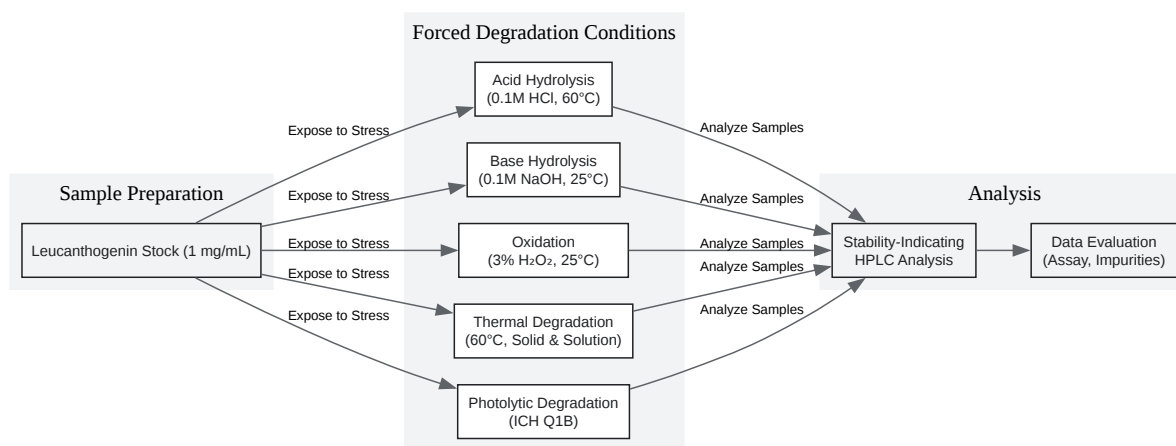 Forced Degradation Conditions
Acid Hydrolysis
(0.1M HCl, 60°C)
Expose to Stress
Analyze Samples
Base Hydrolysis
(0.1M NaOH, 25°C)
Sample Preparation
Expose to Stress
Analyze Samples
Analysis
Leucanthogenin Stock (1 mg/mL)
Expose to Stress
Oxidation
(3% H₂O₂, 25°C)
Analyze Samples
Stability-Indicating
HPLC Analysis
Data Evaluation
(Assay, Impurities)
Expose to Stress
Analyze Samples
Thermal Degradation
(60°C, Solid & Solution)
Expose to Stress
Analyze Samples
Photolytic Degradation
(ICH Q1B)